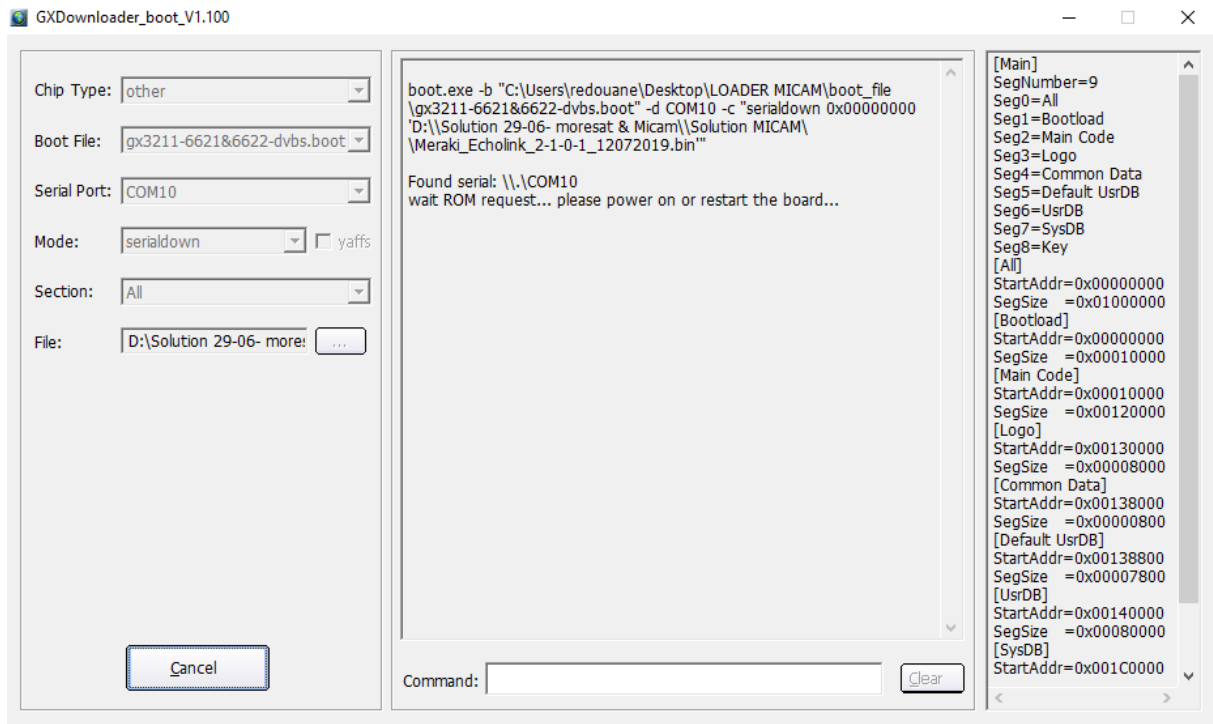 GXDownloader_boot_V1.100
Chip Type: other
Boot File: gx3211-6621&6622-dvbs.boot
Serial Port: COM10
Mode: serialdown yaffs
Section: All
File: D:\Solution 29-06- mores ...
Cancel
boot.exe -b "C:\Users\redouane\Desktop\LOADER MICAM\boot_file
\gx3211-6621&6622-dvbs.boot" -d COM10 -c "serialdown 0x00000000
'D:\\Solution 29-06- moresat & Micam\\Solution MICAM\
\Meraki_Echolink_2-1-0-1_12072019.bin'"
Found serial: \\.\COM10
wait ROM request... please power on or restart the board...
Command:
Clear
[Main]
SegNumber=9
Seg0=All
Seg1=Bootload
Seg2=Main Code
Seg3=Logo
Seg4=Common Data
Seg5=Default UsrDB
Seg6=UsrDB
Seg7=SysDB
Seg8=Key
[All]
StartAddr=0x00000000
SegSize =0x01000000
[Bootload]
StartAddr=0x00000000
SegSize =0x00010000
[Main Code]
StartAddr=0x00010000
SegSize =0x00120000
[Logo]
StartAddr=0x00130000
SegSize =0x00008000
[Common Data]
StartAddr=0x00138000
SegSize =0x00000800
[Default UsrDB]
StartAddr=0x00138800
SegSize =0x00007800
[UsrDB]
StartAddr=0x00140000
SegSize =0x00080000
[SysDB]
StartAddr=0x001C0000